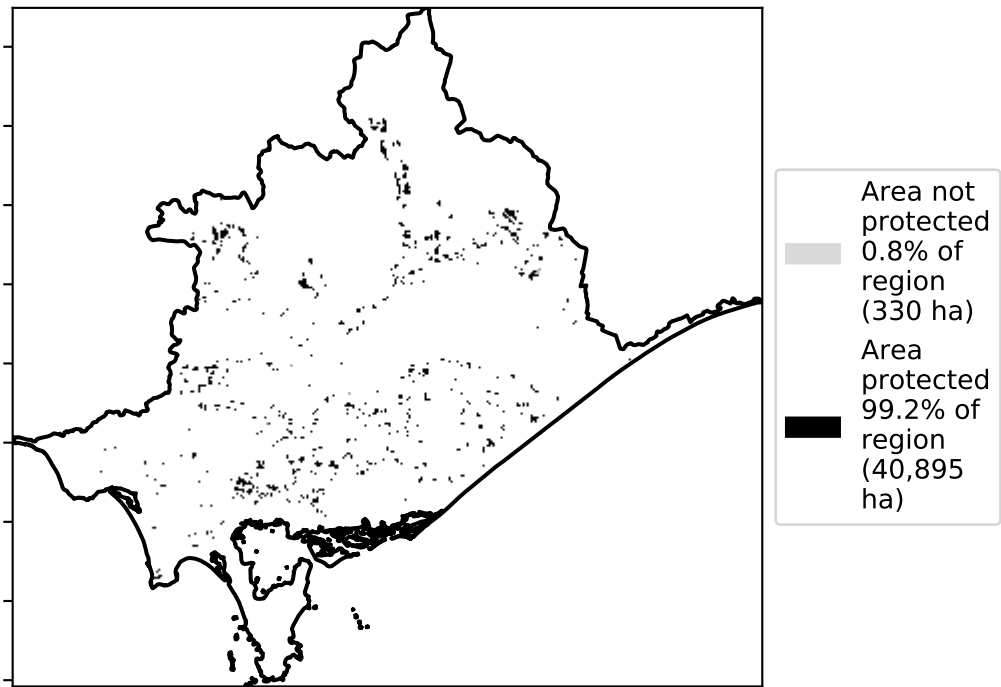 Area not
protected
0.8% of
region
(330 ha)
Area
protected
99.2% of
region
(40,895
ha)